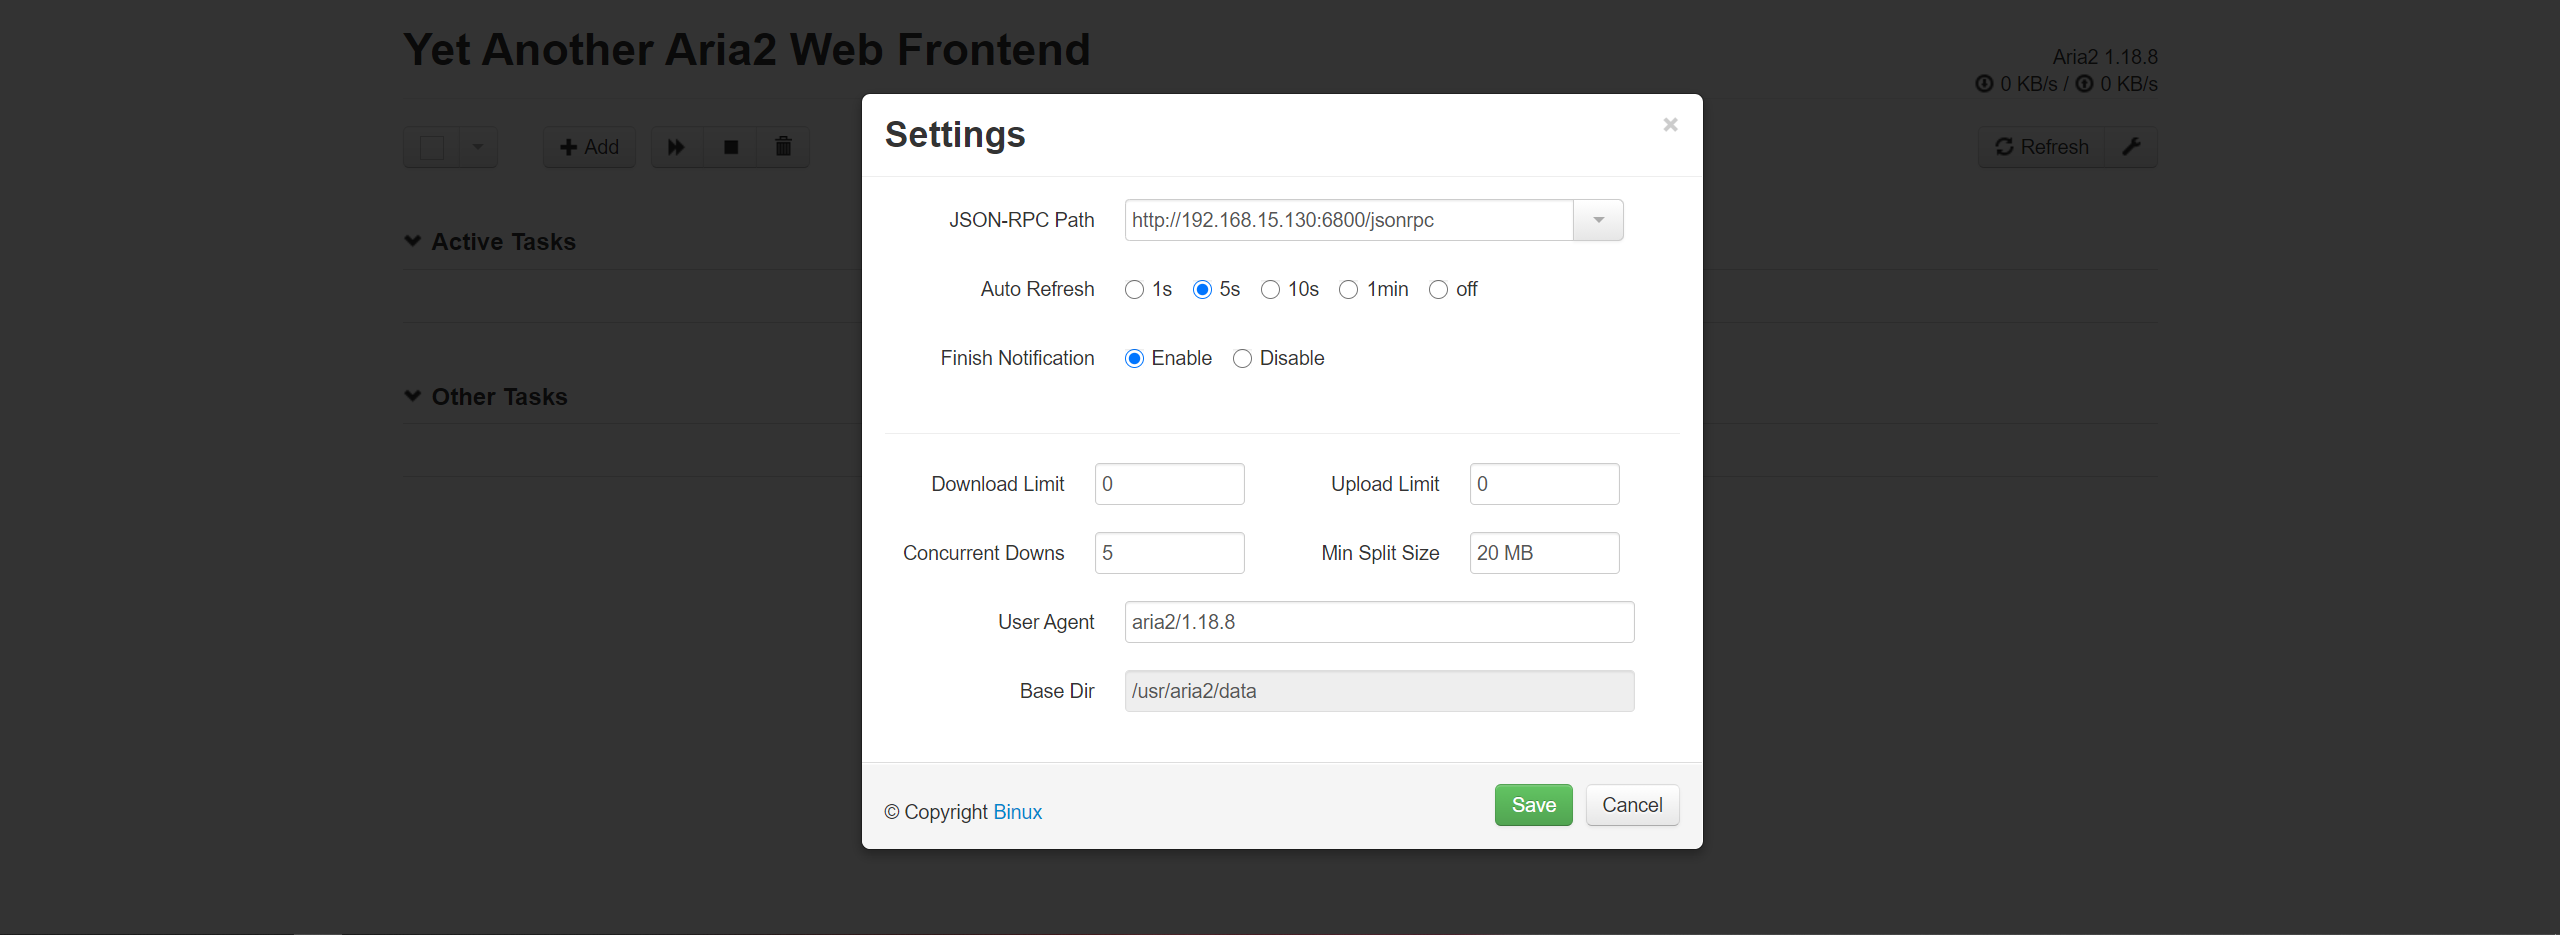 Yet Another Aria2 Web Frontend
Aria2 1.18.8
0 KB/s / 0 KB/s
Add
Refresh
Active Tasks
Other Tasks
Settings
×
JSON-RPC Path http://192.168.15.130:6800/jsonrpc
Auto Refresh 1s 5s 10s 1min off
Finish Notification Enable Disable
Download Limit 0 Upload Limit 0
Concurrent Downs 5 Min Split Size 20 MB
User Agent aria2/1.18.8
Base Dir /usr/aria2/data
© Copyright Binux
Save Cancel